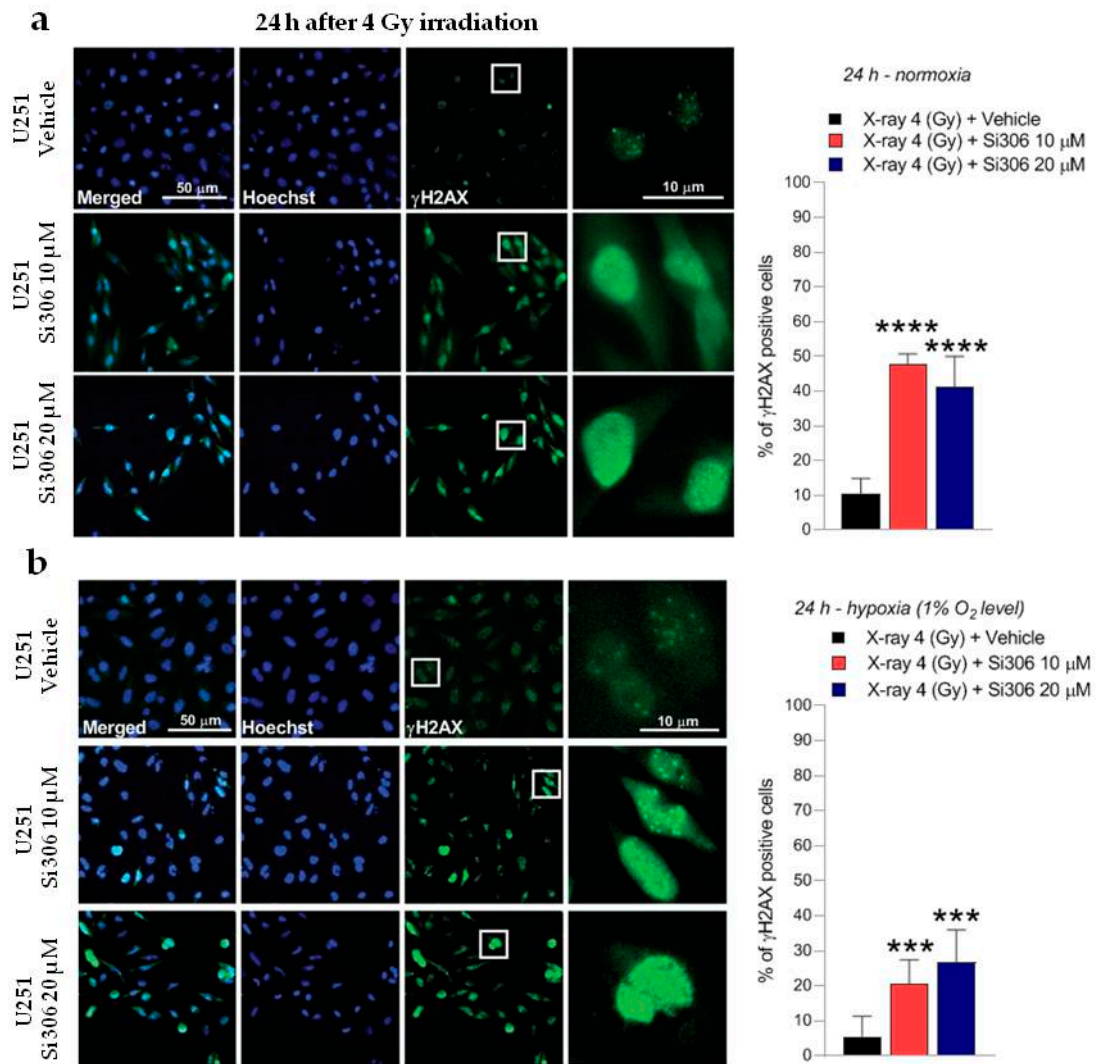 a
24 h after 4 Gy irradiation
U251
Vehicle
Merged
50 µm
Hoechst
γH2AX
10 µm
U251
Si306 10 µM
U251
Si306 20 µM
24 h - normoxia
X-ray 4 (Gy) + Vehicle
X-ray 4 (Gy) + Si306 10 µM
X-ray 4 (Gy) + Si306 20 µM
% of γH2AX positive cells
100
90
80
70
60
50
40
30
20
10
0
****
****
b
U251
Vehicle
Merged
50 µm
Hoechst
γH2AX
10 µm
U251
Si306 10 µM
U251
Si306 20 µM
24 h - hypoxia (1% O₂ level)
X-ray 4 (Gy) + Vehicle
X-ray 4 (Gy) + Si306 10 µM
X-ray 4 (Gy) + Si306 20 µM
% of γH2AX positive cells
100
90
80
70
60
50
40
30
20
10
0
***
***